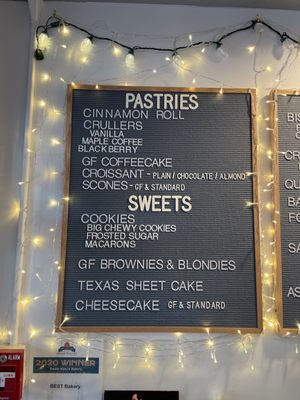 PASTRIES
CINNAMON ROLL
CRULLERS
VANILLA
MAPLE COFFEE
BLACKBERRY
GF COFFEECAKE
CROISSANT - PLAIN / CHOCOLATE / ALMOND
SCONES - GF & STANDARD
SWEETS
COOKIES
BIG CHEWY COOKIES
FROSTED SUGAR
MACARONS
GF BROWNIES & BLONDIES
TEXAS SHEET CAKE
CHEESECAKE GF & STANDARD
ALARM
2020 WINNER
BEST Bakery